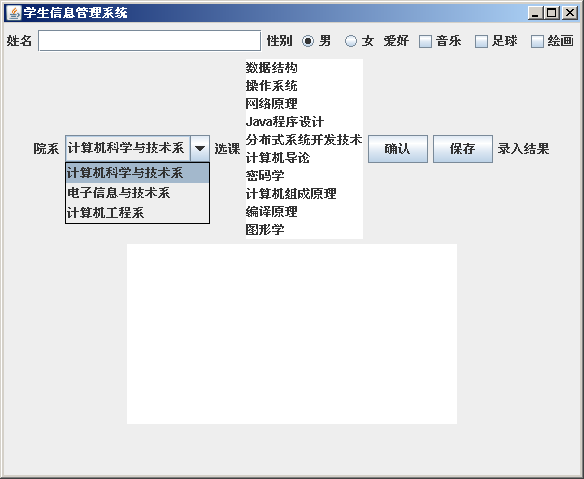 学生信息管理系统
姓名 性别 男 女 爱好 音乐 足球 绘画
院系 计算机科学与技术系 选课 确认 保存 录入结果
计算机科学与技术系
电子信息与技术系
计算机工程系
数据结构
操作系统
网络原理
Java程序设计
分布式系统开发技术
计算机导论
密码学
计算机组成原理
编译原理
图形学